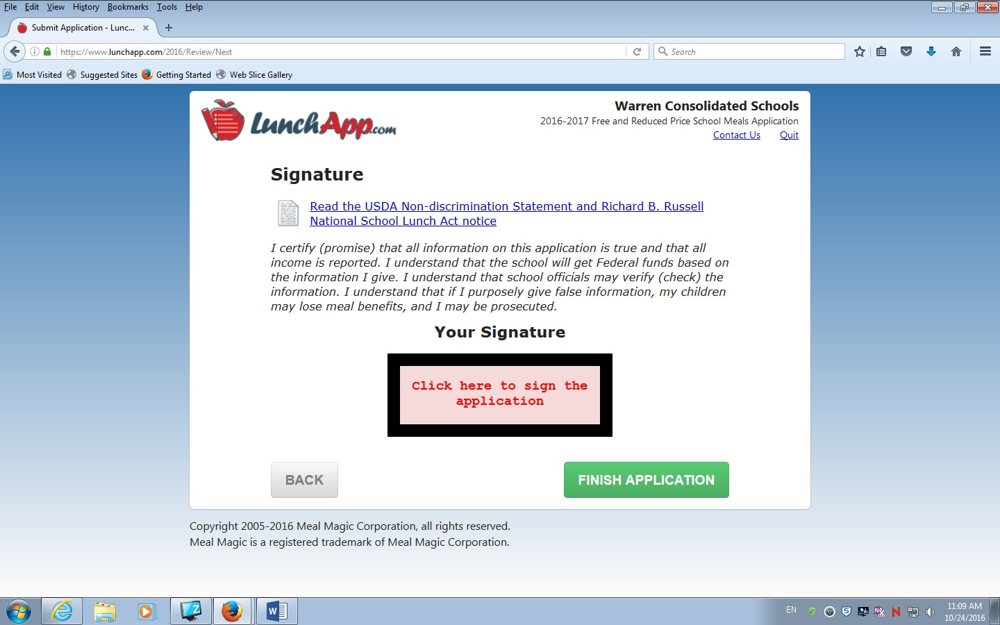 File Edit View History Bookmarks Tools Help
Submit Application - Lunc...
https://www.lunchapp.com/2016/Review/Next
Search
Most Visited Suggested Sites Getting Started Web Slice Gallery
LunchApp.com
Warren Consolidated Schools
2016-2017 Free and Reduced Price School Meals Application
Contact Us Quit
Signature
Read the USDA Non-discrimination Statement and Richard B. Russell
National School Lunch Act notice
I certify (promise) that all information on this application is true and that all
income is reported. I understand that the school will get Federal funds based on
the information I give. I understand that school officials may verify (check) the
information. I understand that if I purposely give false information, my children
may lose meal benefits, and I may be prosecuted.
Your Signature
Click here to sign the
application
BACK FINISH APPLICATION
Copyright 2005-2016 Meal Magic Corporation, all rights reserved.
Meal Magic is a registered trademark of Meal Magic Corporation.
EN
11:09 AM
10/24/2016